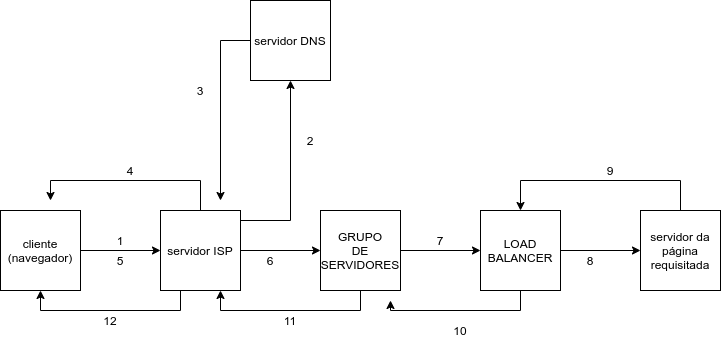 servidor DNS
3
2
4
9
cliente
(navegador)
1
5
servidor ISP
6
GRUPO
DE
SERVIDORES
7
LOAD
BALANCER
8
servidor da
página
requisitada
12
11
10